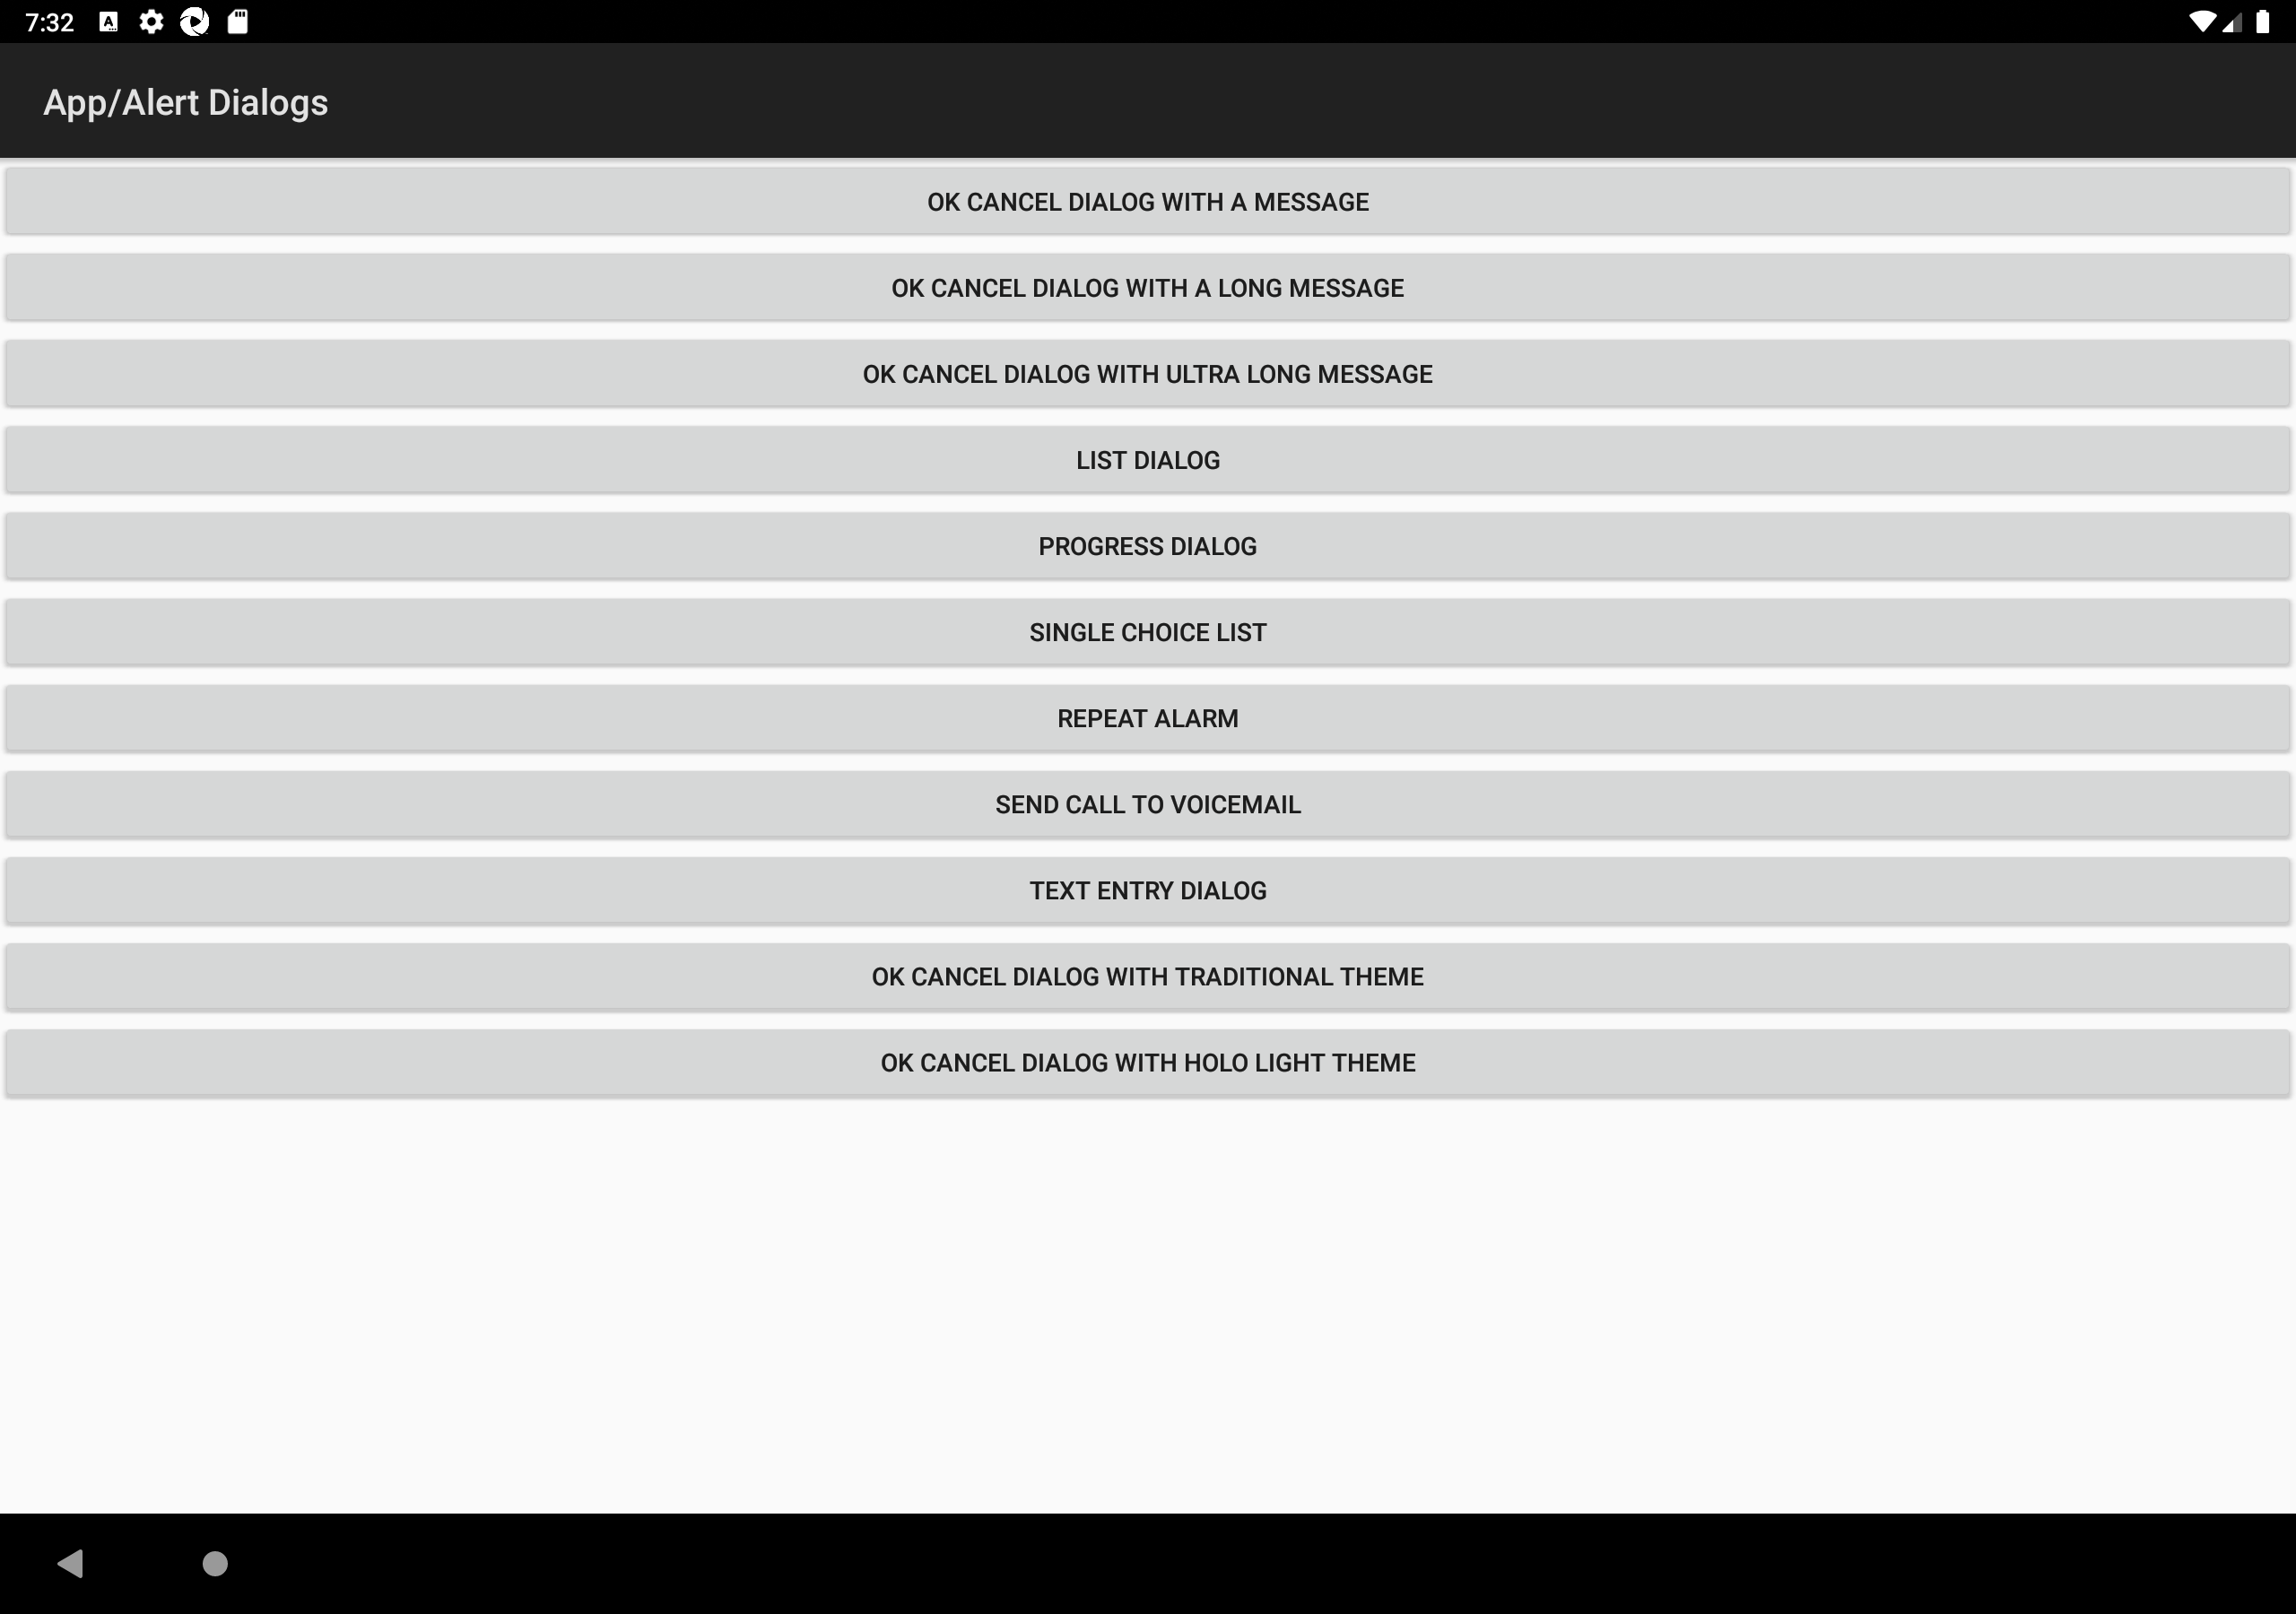 7:32
App/Alert Dialogs
OK CANCEL DIALOG WITH A MESSAGE
OK CANCEL DIALOG WITH A LONG MESSAGE
OK CANCEL DIALOG WITH ULTRA LONG MESSAGE
LIST DIALOG
PROGRESS DIALOG
SINGLE CHOICE LIST
REPEAT ALARM
SEND CALL TO VOICEMAIL
TEXT ENTRY DIALOG
OK CANCEL DIALOG WITH TRADITIONAL THEME
OK CANCEL DIALOG WITH HOLO LIGHT THEME